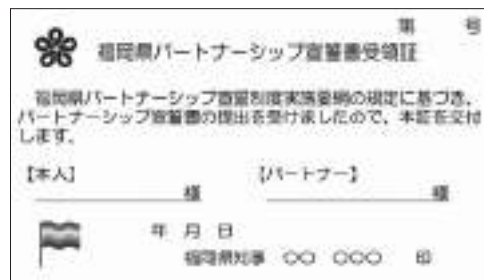 第　号
福岡県パートナーシップ宣誓書受領証
福岡県パートナーシップ宣誓制度実施要綱の規定に基づき、
パートナーシップ宣誓書の提出を受けましたので、本証を交付
します。
【本人】　【パートナー】
様　様
年　月　日
福岡県知事　○○　○○○　印